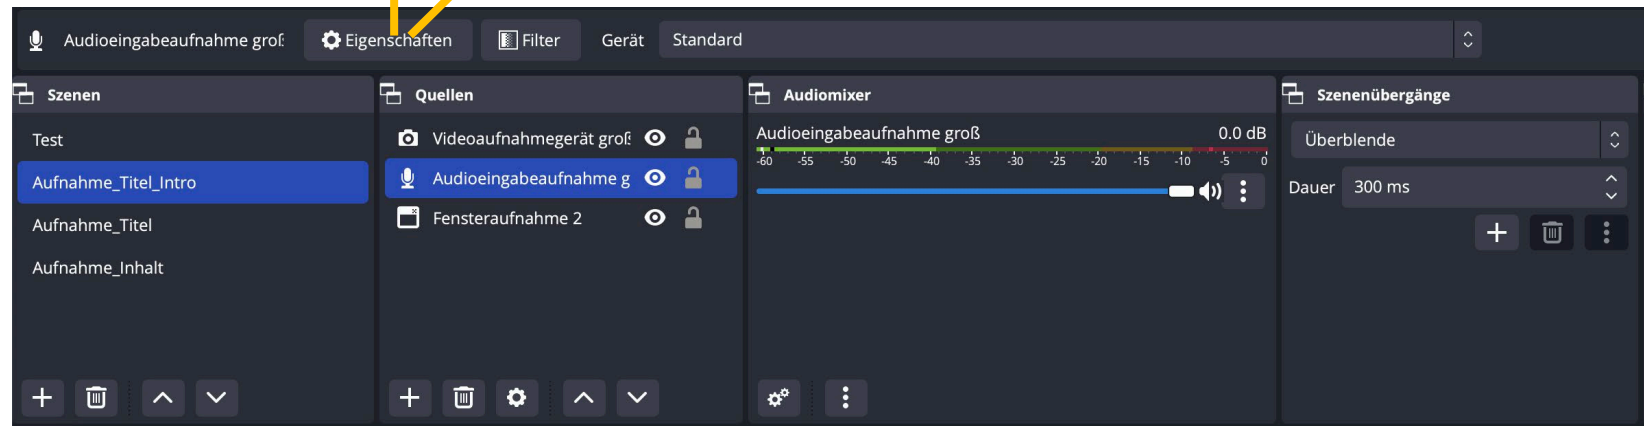 Audioeingabeaufnahme groß Eigenschaften Filter Gerät Standard
Szenen
Test
Aufnahme_Titel_Intro
Aufnahme_Titel
Aufnahme_Inhalt
Quellen
Videoaufnahmegerät groß
Audioeingabeaufnahme g
Fensteraufnahme 2
Audiomixer
Audioeingabeaufnahme groß 0.0 dB
-60 -55 -50 -45 -40 -35 -30 -25 -20 -15 -10 -5 0
Szenenübergänge
Überblende
Dauer 300 ms